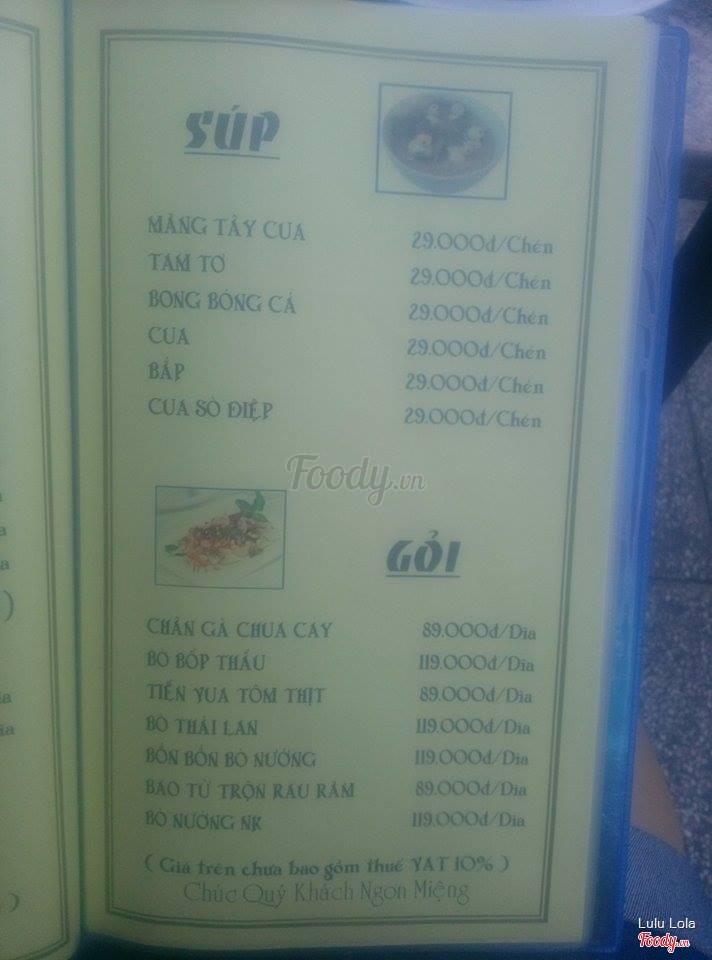 SÚP
MĂNG TÂY CUA 29.000đ/Chén
TAM TƠ 29.000đ/Chén
BONG BÓNG CÁ 29.000đ/Chén
CUA 29.000đ/Chén
BẮP 29.000đ/Chén
CUA SÒ ĐIỆP 29.000đ/Chén
Foody.vn
GỎI
CHÂN GÀ CHUA CAY 89.000đ/Dĩa
BÒ BÓP THẤU 119.000đ/Dĩa
TIẾN VUA TÔM THỊT 89.000đ/Dĩa
BÒ THÁI LAN 119.000đ/Dĩa
BỒN BỒN BÒ NƯỚNG 119.000đ/Dĩa
BAO TỬ TRỘN RAU RĂM 89.000đ/Dĩa
BÒ NƯỚNG NK 119.000đ/Dĩa
( Giá trên chưa bao gồm thuế VAT 10% )
Chúc Quý Khách Ngon Miệng
Lulu Lola
Foody.vn